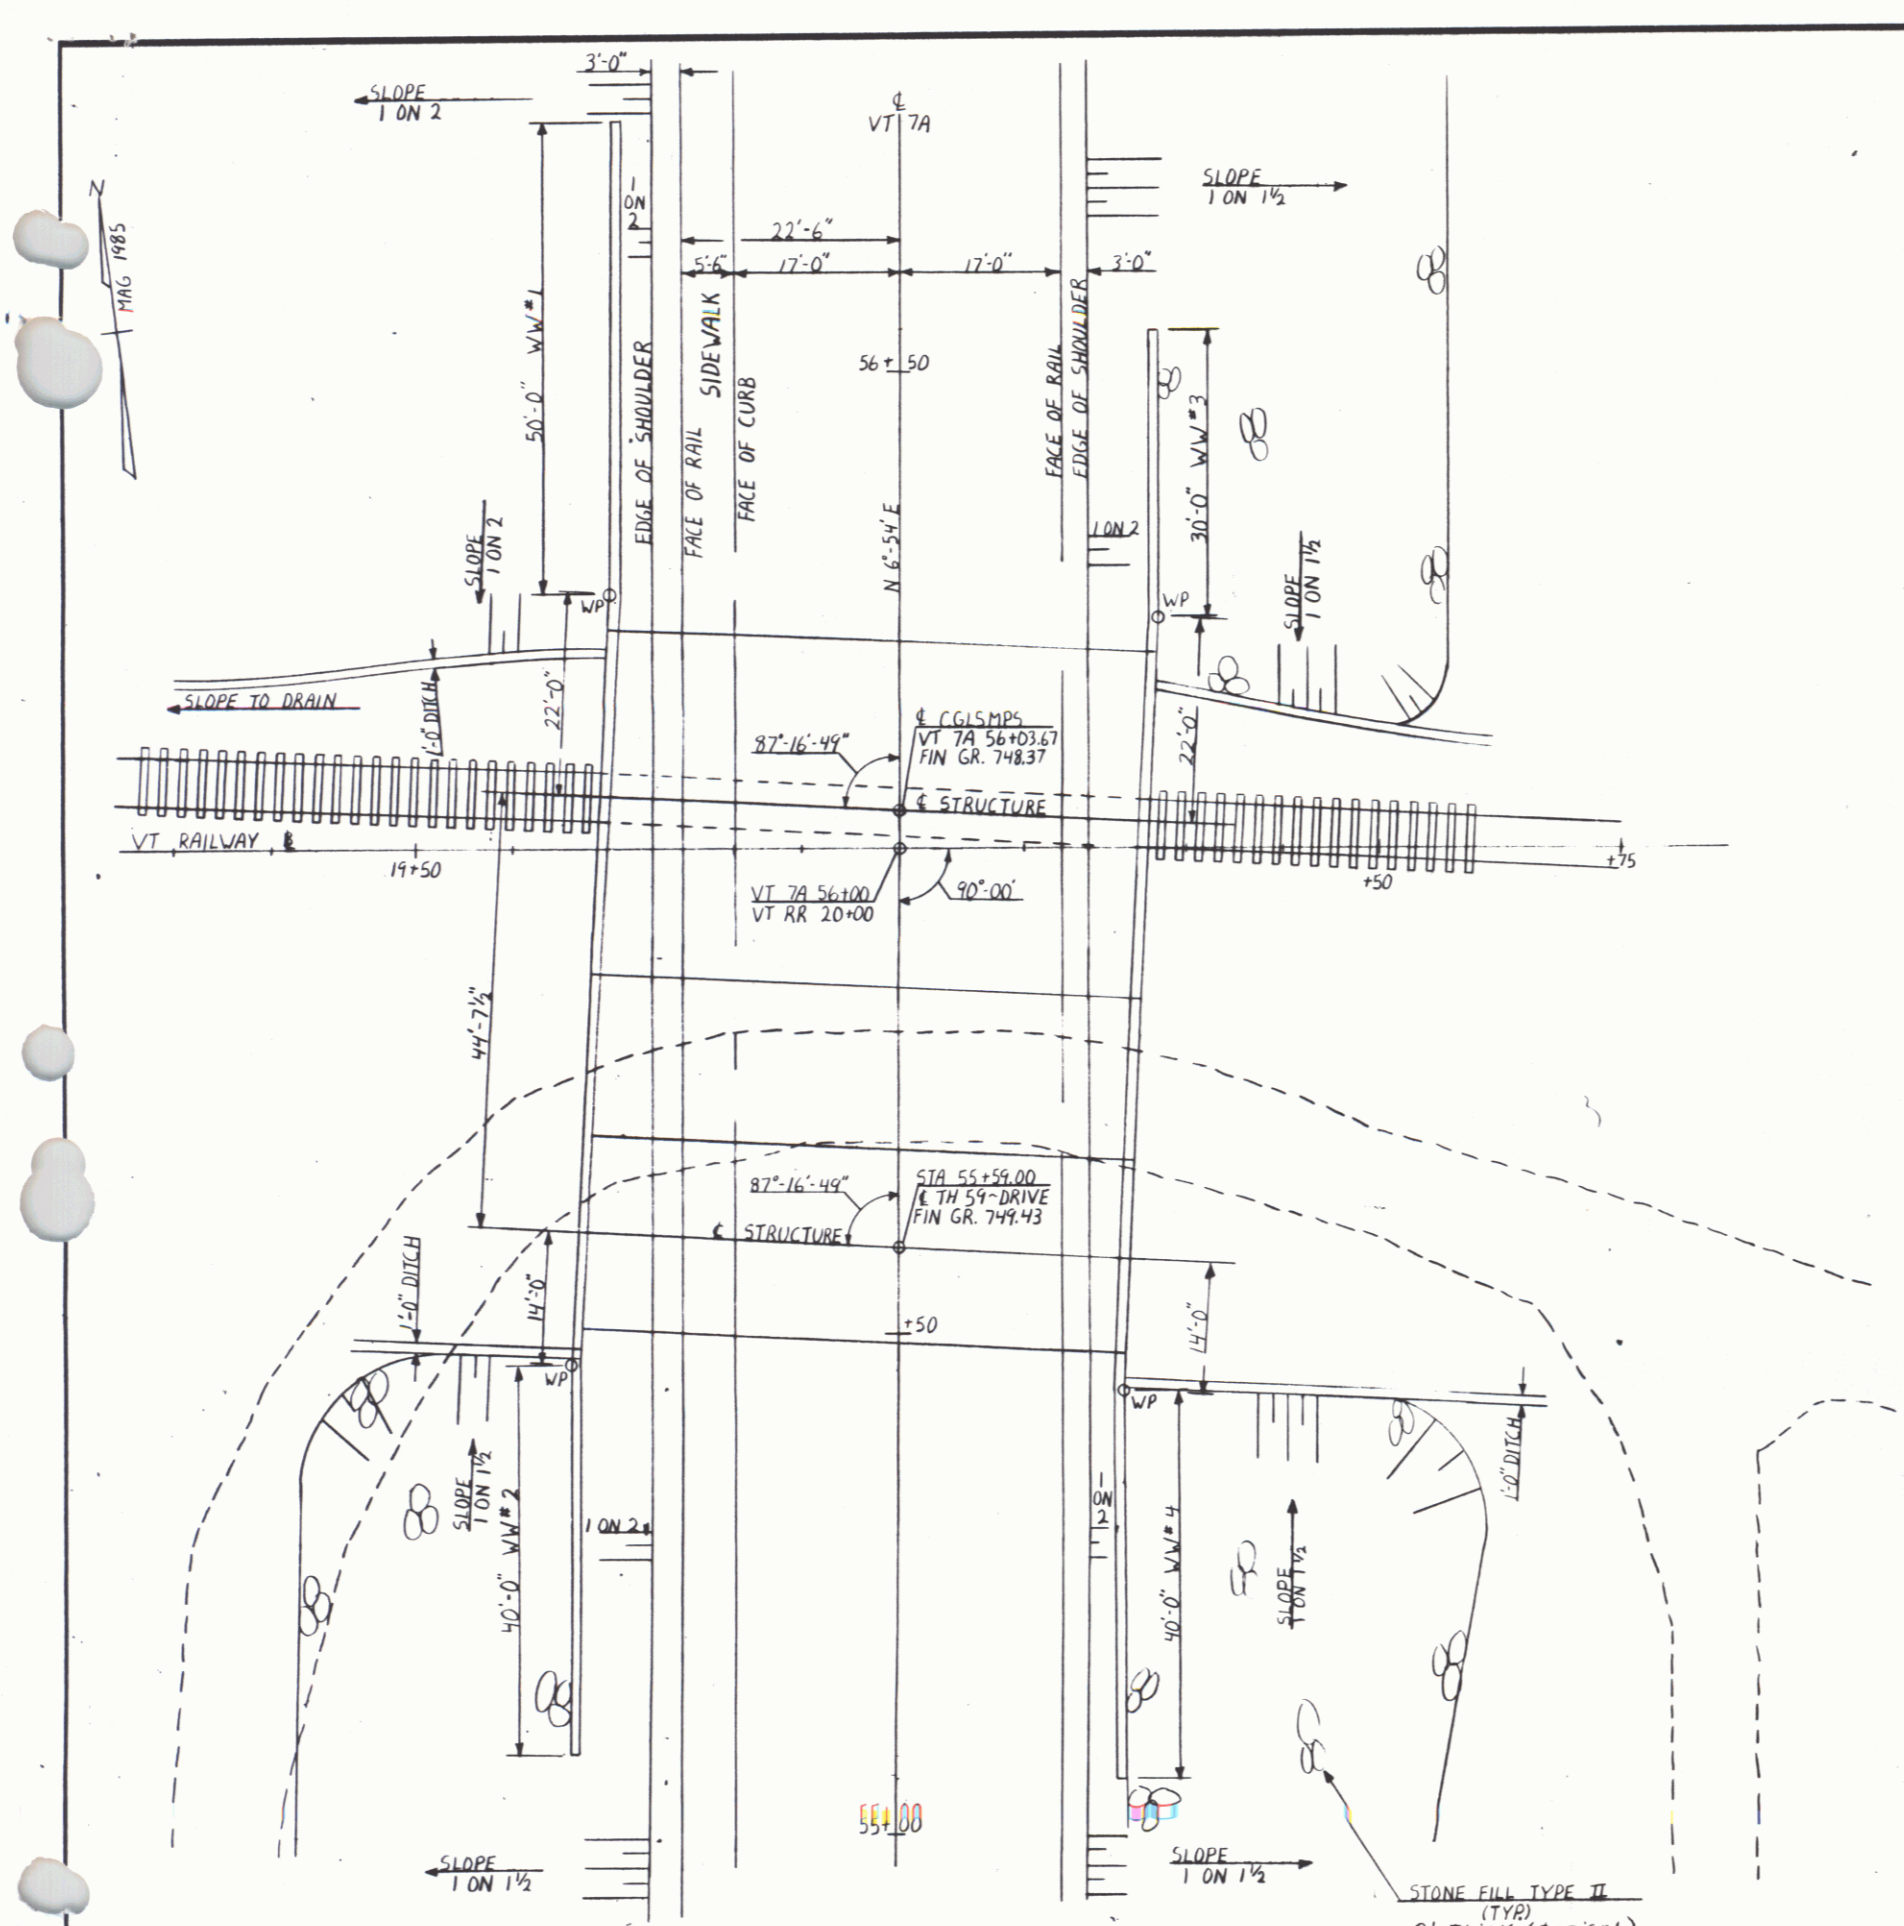 3'-0"
SLOPE
1 ON 2
℄
VT 7A
SLOPE
1 ON 1½
N
MAG 1985
1
ON
2
22'-6"
5'-6"
17'-0"
17'-0"
3'-0"
50'-0" WW#1
EDGE OF SHOULDER
FACE OF RAIL
SIDEWALK
FACE OF CURB
56+50
FACE OF RAIL
EDGE OF SHOULDER
30'-0" WW#3
N 6°-54' E
1 ON 2
SLOPE
1 ON 2
SLOPE
1 ON 1½
WP
WP
SLOPE TO DRAIN
1'-0" DITCH
22'-0"
22'-0"
℄ C.G.L.S.M.P.S
VT 7A 56+03.67
FIN GR. 748.37
87°-16'-49"
℄ STRUCTURE
VT RAILWAY
19+50
+50
+75
VT 7A 56+00
VT RR 20+00
90°-00'
44'-7½"
87°-16'-49"
STA 55+59.00
℄ TH 59~DRIVE
FIN GR. 749.43
℄ STRUCTURE
1'-0" DITCH
14'-0"
14'-0"
+50
WP
WP
1'-0" DITCH
SLOPE
1 ON 1½
40'-0" WW#2
1 ON 2
1
ON
2
40'-0" WW#4
SLOPE
1 ON 1½
55+00
SLOPE
1 ON 1½
SLOPE
1 ON 1½
STONE FILL TYPE II
(TYP.)